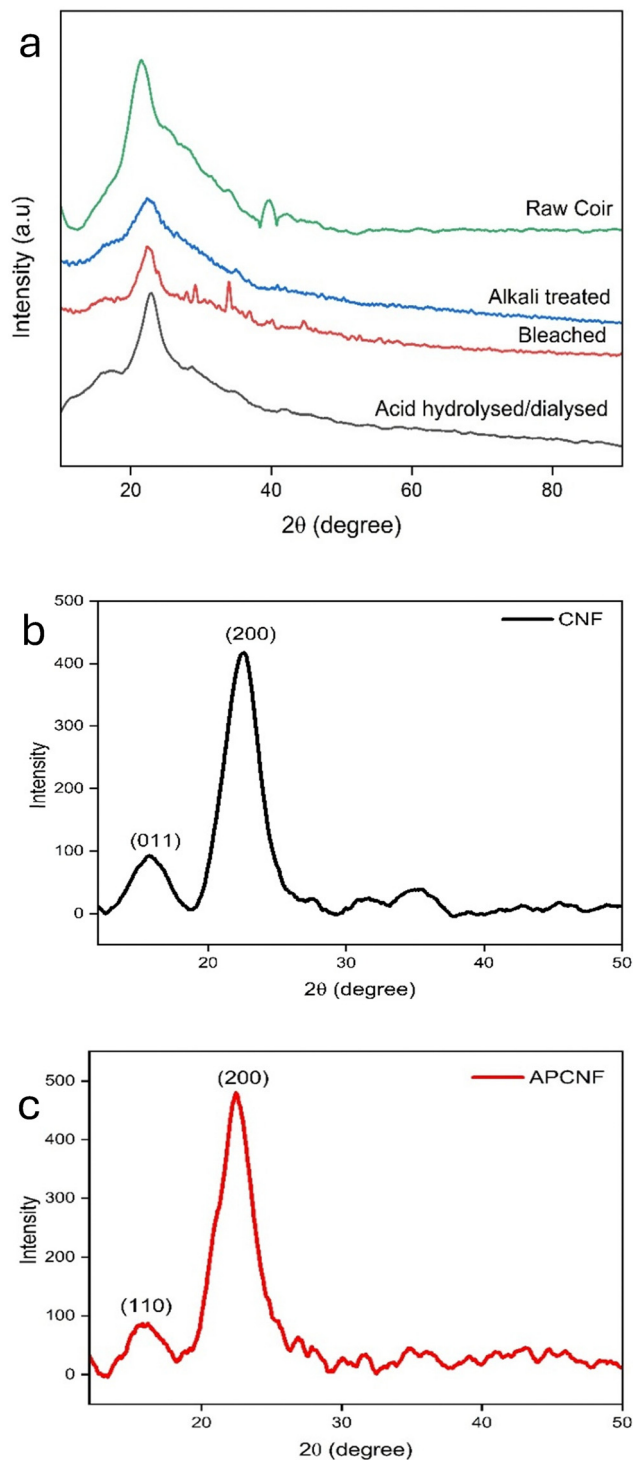 a
Intensity (a.u)
Raw Coir
Alkali treated
Bleached
Acid hydrolysed/dialysed
20 40 60 80
2θ (degree)
b
500
400
300
200
100
0
Intensity
(200)
(011)
CNF
20 30 40 50
2θ (degree)
c
500
400
300
200
100
0
Intensity
(200)
(110)
APCNF
20 30 40 50
2θ (degree)